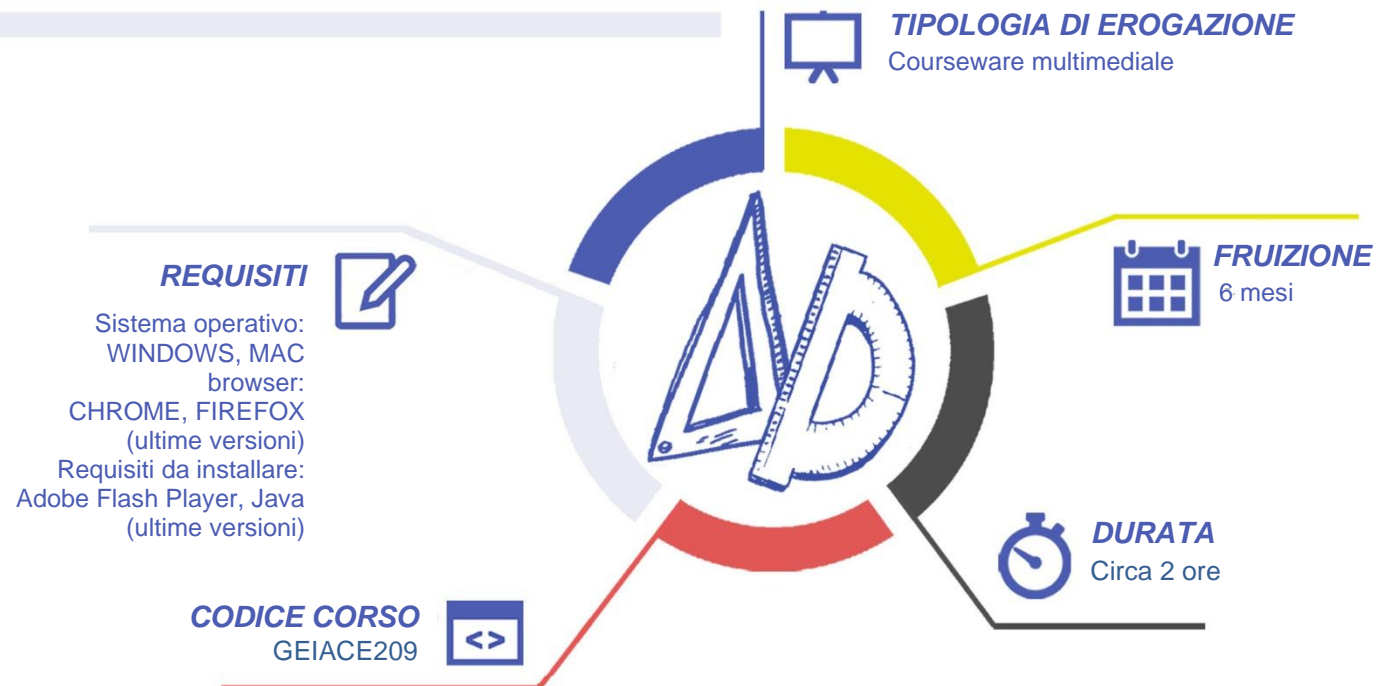 TIPOLOGIA DI EROGAZIONE
Courseware multimediale
REQUISITI
Sistema operativo:
WINDOWS, MAC
browser:
CHROME, FIREFOX
(ultime versioni)
Requisiti da installare:
Adobe Flash Player, Java
(ultime versioni)
FRUIZIONE
6 mesi
DURATA
Circa 2 ore
CODICE CORSO
GEIACE209